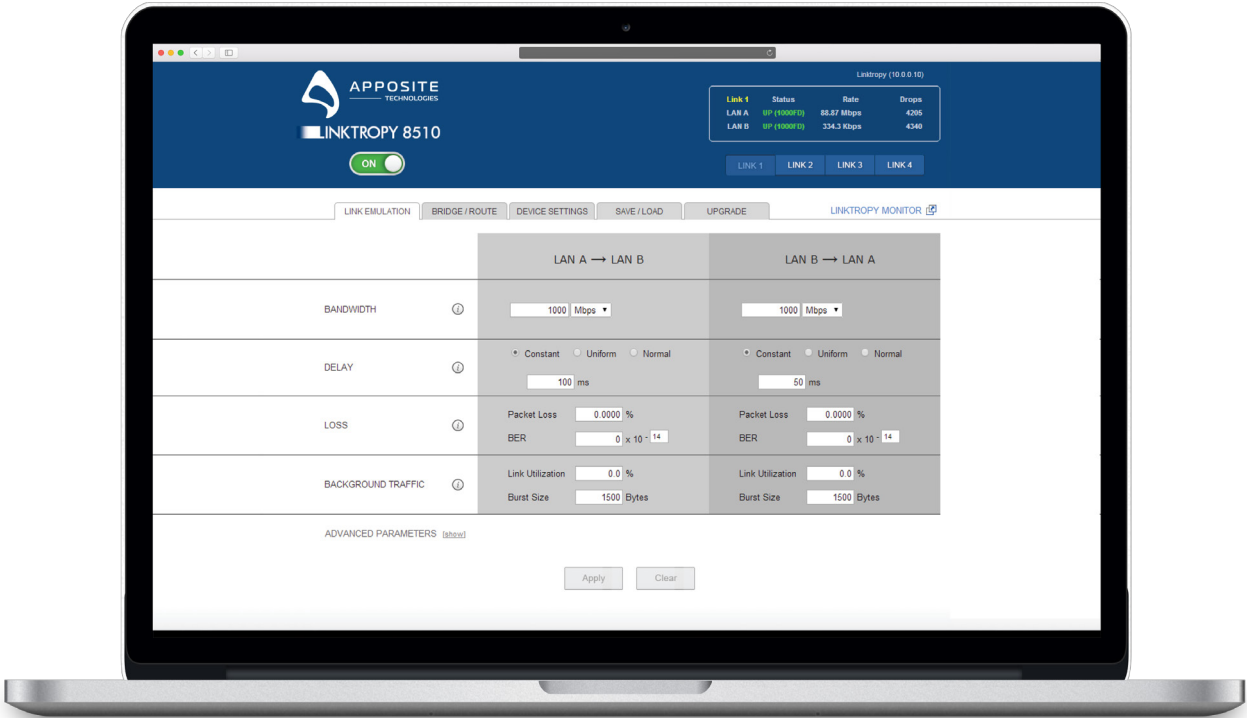 APPOSITE
TECHNOLOGIES
LINKTROPY 8510
ON
Linktropy (10.0.0.10)
Link 1 Status Rate Drops
LAN A UP (1000FD) 88.87 Mbps 4205
LAN B UP (1000FD) 334.3 Kbps 4340
LINK 1 LINK 2 LINK 3 LINK 4
LINK EMULATION BRIDGE / ROUTE DEVICE SETTINGS SAVE / LOAD UPGRADE LINKTROPY MONITOR
LAN A → LAN B LAN B → LAN A
BANDWIDTH i 1000 Mbps 1000 Mbps
Constant Uniform Normal Constant Uniform Normal
DELAY i
100 ms 50 ms
Packet Loss 0.0000 % Packet Loss 0.0000 %
LOSS i
BER 0 x 10 - 14 BER 0 x 10 - 14
Link Utilization 0.0 % Link Utilization 0.0 %
BACKGROUND TRAFFIC i
Burst Size 1500 Bytes Burst Size 1500 Bytes
ADVANCED PARAMETERS [show]
Apply Clear